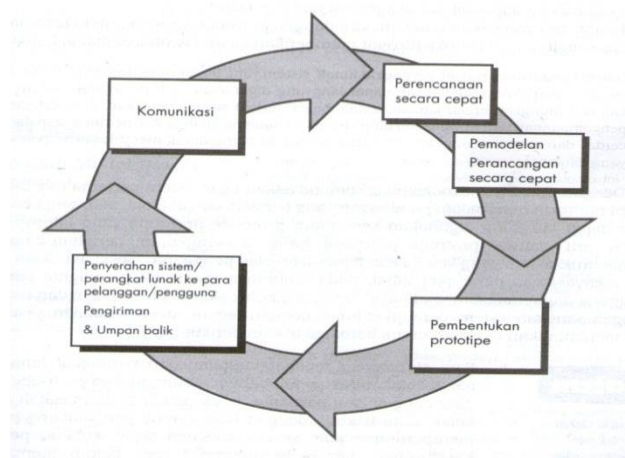 Komunikasi
Perencanaan
secara cepat
Pemodelan
Perancangan
secara cepat
Pembentukan
prototipe
Penyerahan sistem/
perangkat lunak ke para
pelanggan/pengguna
Pengiriman
& Umpan balik